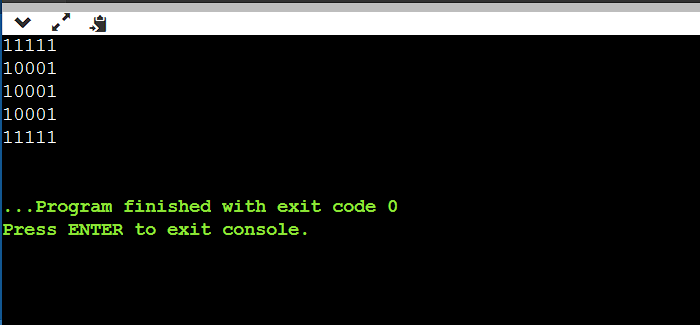 11111
10001
10001
10001
11111
...Program finished with exit code 0
Press ENTER to exit console.